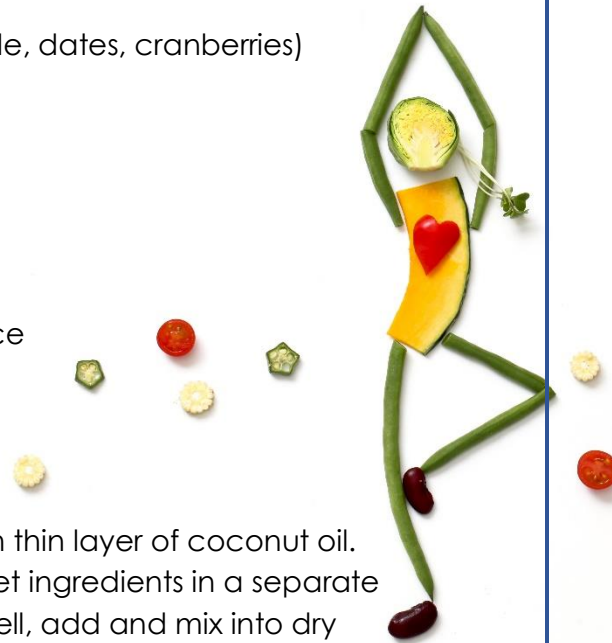 le, dates, cranberries)
ce
n thin layer of coconut oil.
et ingredients in a separate
ell, add and mix into dry